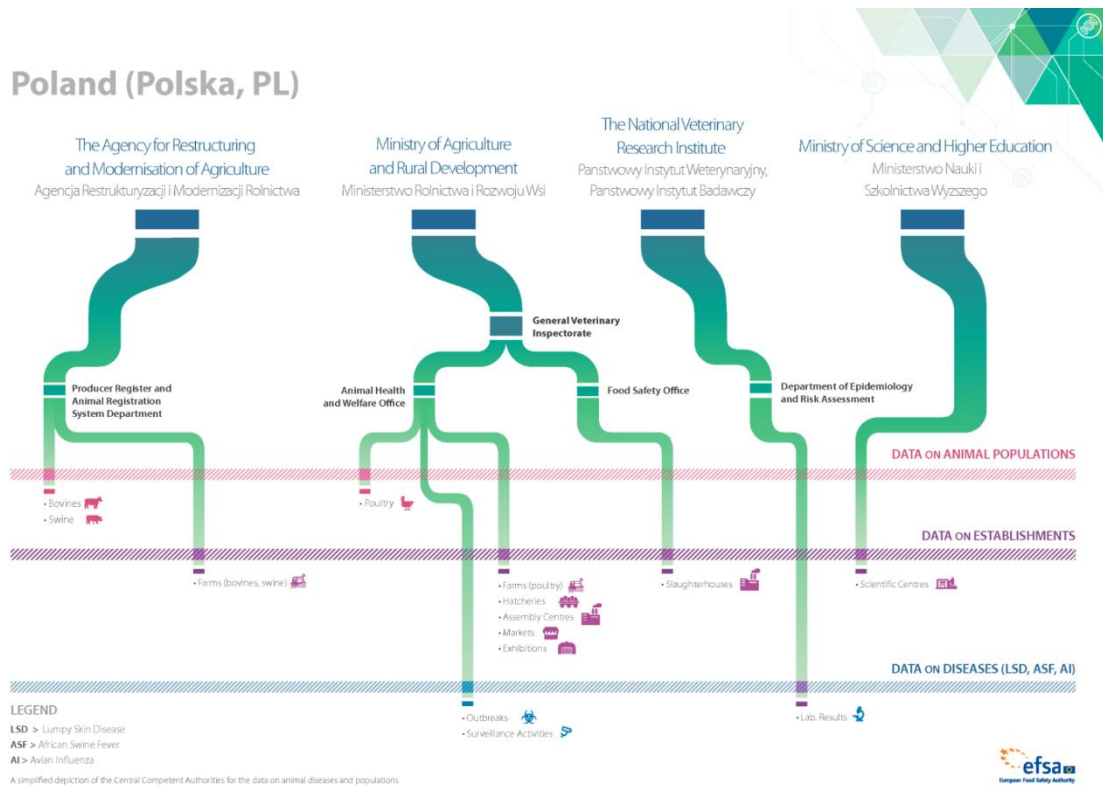 Poland (Polska, PL)
The Agency for Restructuring
and Modernisation of Agriculture
Agencja Restrukturyzacji i Modernizacji Rolnictwa
Ministry of Agriculture
and Rural Development
Ministerstwo Rolnictwa i Rozwoju Wsi
The National Veterinary
Research Institute
Panstwowy Instytut Weterynaryjny,
Panstwowy Instytut Badawczy
Ministry of Science and Higher Education
Ministerstwo Nauki i
Szkolnictwa Wyzszego
General Veterinary
Inspectorate
Producer Register and
Animal Registration
System Department
Animal Health
and Welfare Office
Food Safety Office
Department of Epidemiology
and Risk Assessment
DATA ON ANIMAL POPULATIONS
• Bovines
• Swine
• Poultry
DATA ON ESTABLISHMENTS
• Farms (bovines, swine)
• Farms (poultry)
• Hatcheries
• Assembly Centres
• Markets
• Exhibitions
• Slaughterhouses
• Scientific Centres
DATA ON DISEASES (LSD, ASF, AI)
• Outbreaks
• Surveillance Activities
• Lab. Results
LEGEND
LSD > Lumpy Skin Disease
ASF > African Swine Fever
AI > Avian Influenza
A simplified depiction of the Central Competent Authorities for the data on animal diseases and populations
efsa
European Food Safety Authority